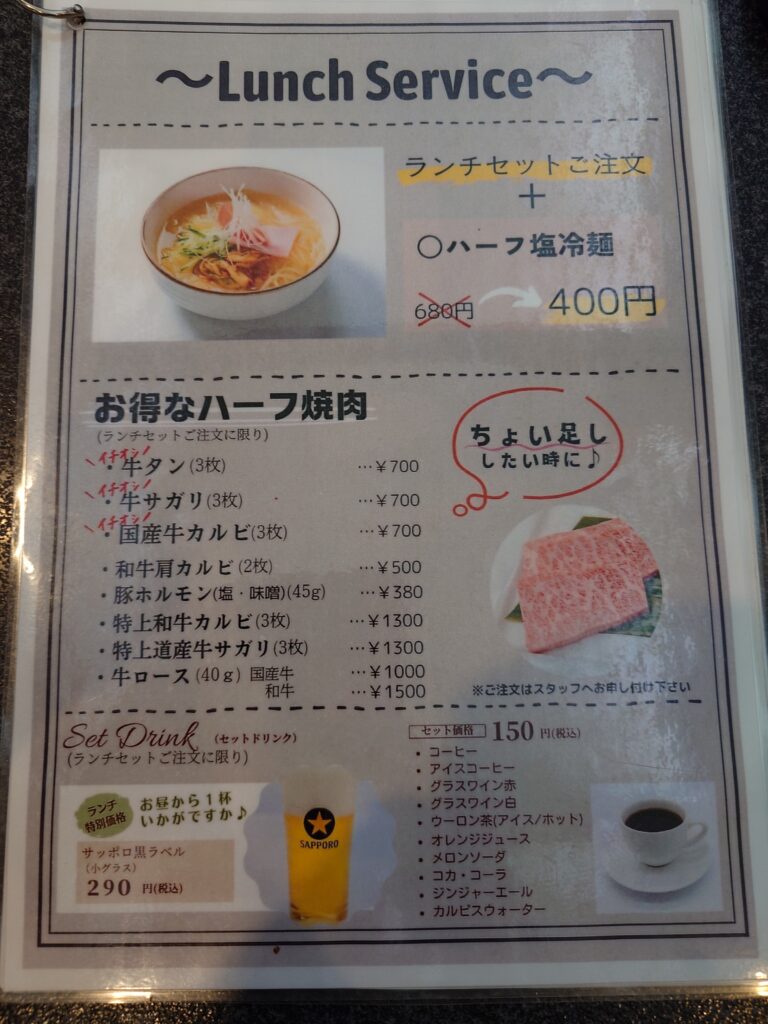 〜Lunch Service〜
ランチセットご注文
＋
〇ハーフ塩冷麺
680円 400円
お得なハーフ焼肉
(ランチセットご注文に限り)
ちょい足し
したい時に♪
イチオシ
・牛タン(3枚) …￥700
イチオシ
・牛サガリ(3枚) …￥700
イチオシ
・国産牛カルビ(3枚) …￥700
・和牛肩カルビ(2枚) …￥500
・豚ホルモン(塩・味噌)(45g) …￥380
・特上和牛カルビ(3枚) …￥1300
・特上道産牛サガリ(3枚) …￥1300
・牛ロース(40ｇ) 国産牛 …￥1000
和牛 …￥1500
※ご注文はスタッフへお申し付け下さい
Set Drink (セットドリンク)
(ランチセットご注文に限り)
ランチ
特別価格
お昼から１杯
いかがですか♪
サッポロ黒ラベル
(小グラス)
290 円(税込)
SAPPORO
セット価格 150 円(税込)
• コーヒー
• アイスコーヒー
• グラスワイン赤
• グラスワイン白
• ウーロン茶(アイス/ホット)
• オレンジジュース
• メロンソーダ
• コカ・コーラ
• ジンジャーエール
• カルピスウォーター